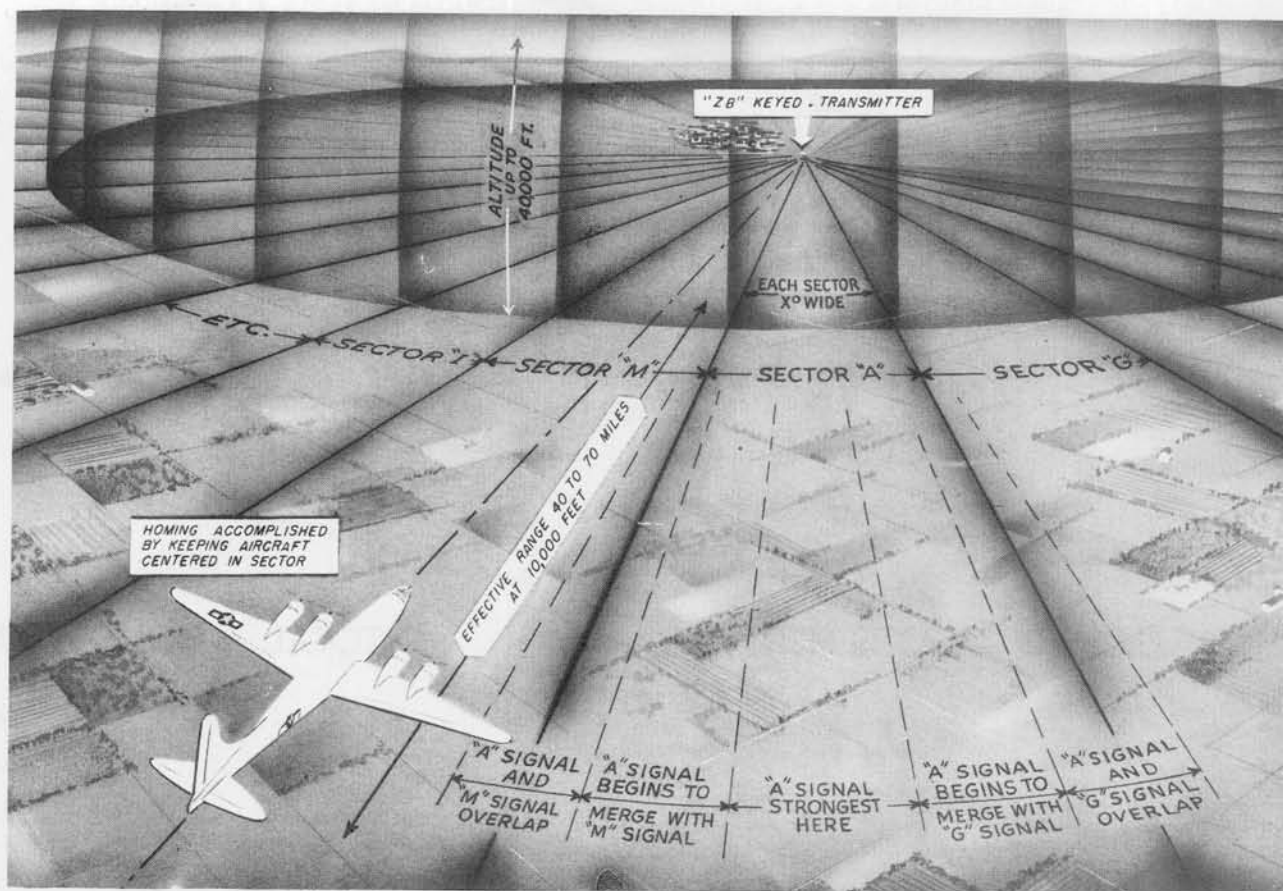 "ZB" KEYED TRANSMITTER
ALTITUDE
UP TO
40,000 FT.
EACH SECTOR
X° WIDE
ETC.
SECTOR "I"
SECTOR "M"
SECTOR "A"
SECTOR "G"
EFFECTIVE RANGE 40 TO 70 MILES
AT 10,000 FEET
HOMING ACCOMPLISHED
BY KEEPING AIRCRAFT
CENTERED IN SECTOR
"A" SIGNAL
AND
"M" SIGNAL
OVERLAP
"A" SIGNAL
BEGINS TO
MERGE WITH
"M" SIGNAL
"A" SIGNAL
STRONGEST
HERE
"A" SIGNAL
BEGINS TO
MERGE WITH
"G" SIGNAL
"A" SIGNAL
AND
"G" SIGNAL
OVERLAP